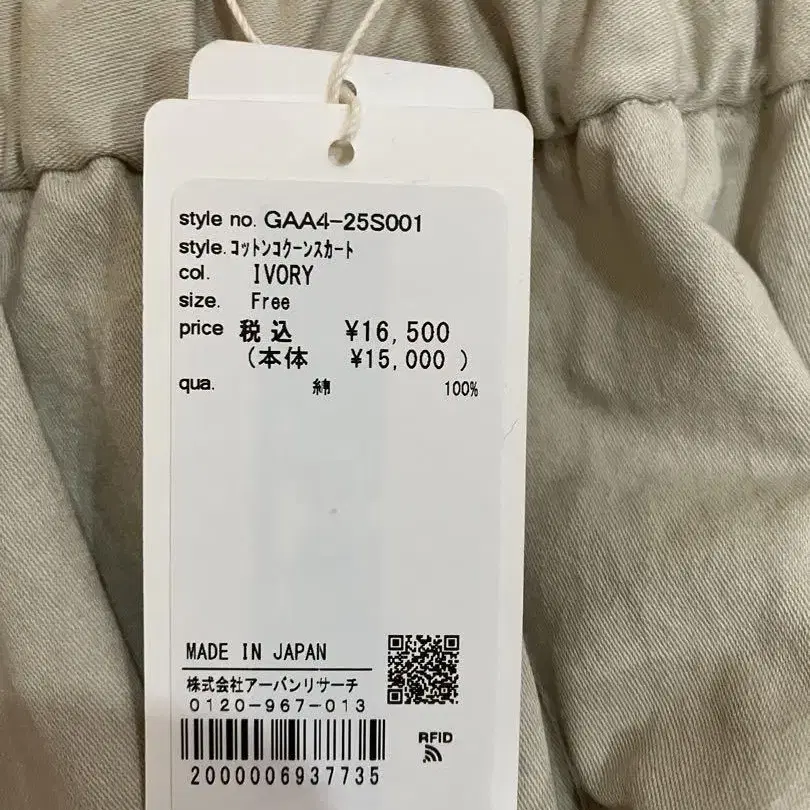 style no. GAA4-25S001
style. ｺｯﾄﾝｺｸｰﾝｽｶｰﾄ
col. IVORY
size. Free
price 税込 ¥16,500
(本体 ¥15,000 )
qua. 綿 100%
MADE IN JAPAN
株式会社アーバンリサーチ
0120-967-013
RFID
2000006937735